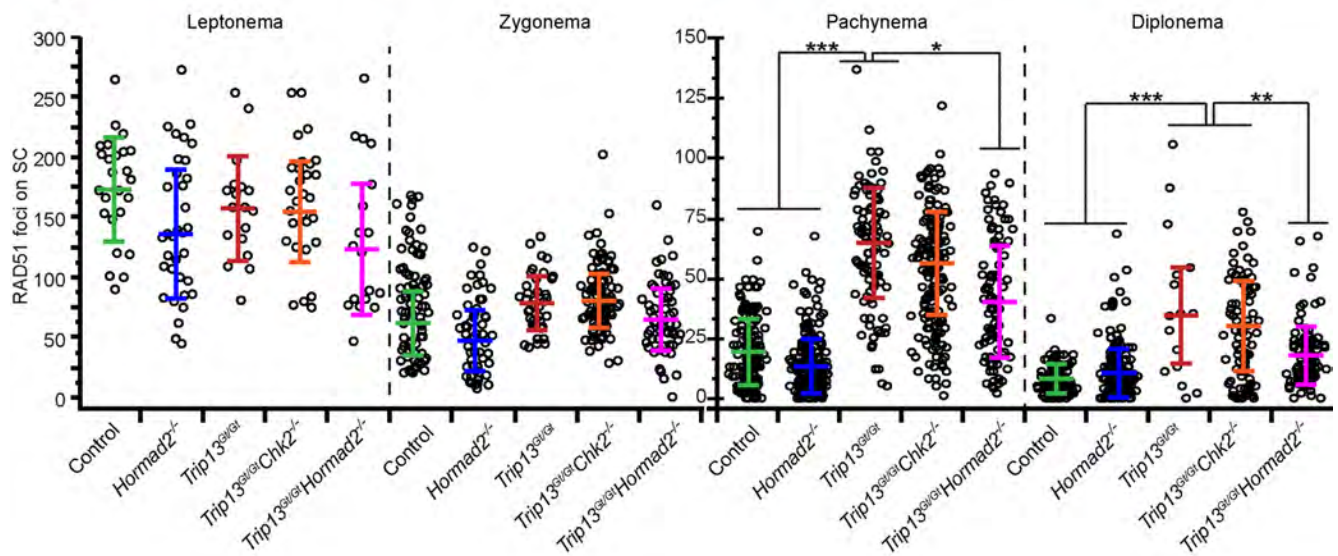 Leptonema
Zygonema
Pachynema
Diplonema
RAD51 foci on SC
300
250
200
150
100
50
0
150
125
100
75
50
25
0
***
*
***
**
Control
Hormad2-/-
Trip13Gt/Gt
Trip13Gt/GtChk2-/-
Trip13Gt/GtHormad2-/-
Control
Hormad2-/-
Trip13Gt/Gt
Trip13Gt/GtChk2-/-
Trip13Gt/GtHormad2-/-
Control
Hormad2-/-
Trip13Gt/Gt
Trip13Gt/GtChk2-/-
Trip13Gt/GtHormad2-/-
Control
Hormad2-/-
Trip13Gt/Gt
Trip13Gt/GtChk2-/-
Trip13Gt/GtHormad2-/-